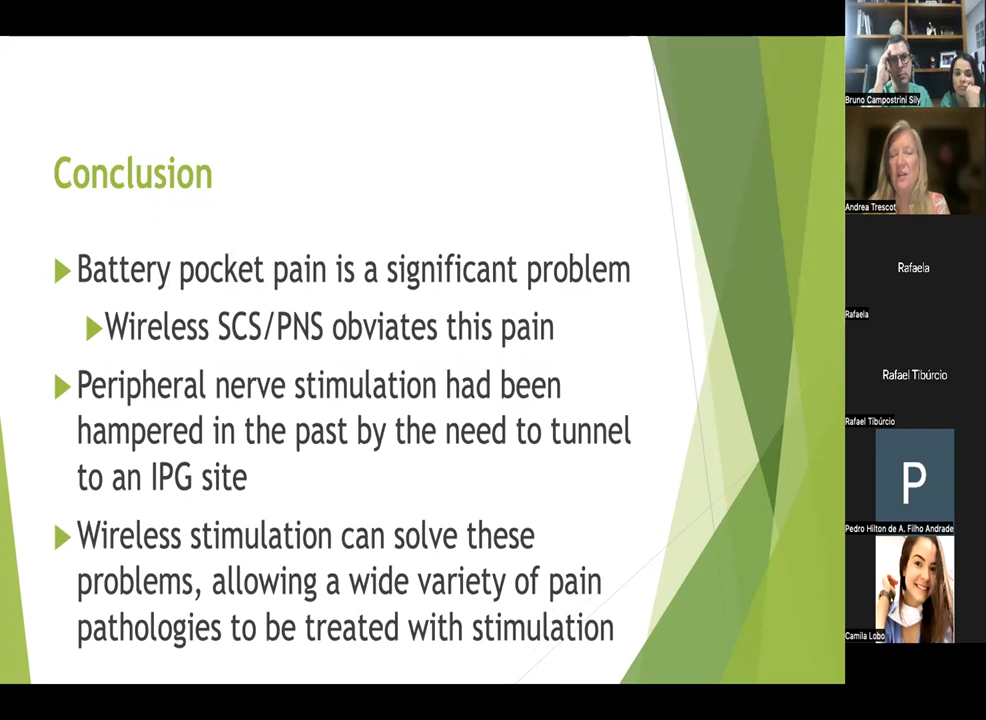 Conclusion
Battery pocket pain is a significant problem
Wireless SCS/PNS obviates this pain
Peripheral nerve stimulation had been
hampered in the past by the need to tunnel
to an IPG site
Wireless stimulation can solve these
problems, allowing a wide variety of pain
pathologies to be treated with stimulation
Bruno Campostrini Sily
Andrea Trescot
Rafaela
Rafaela
Rafael Tibúrcio
Rafael Tibúrcio
P
Pedro Hilton de A. Filho Andrade
Camila Lobo